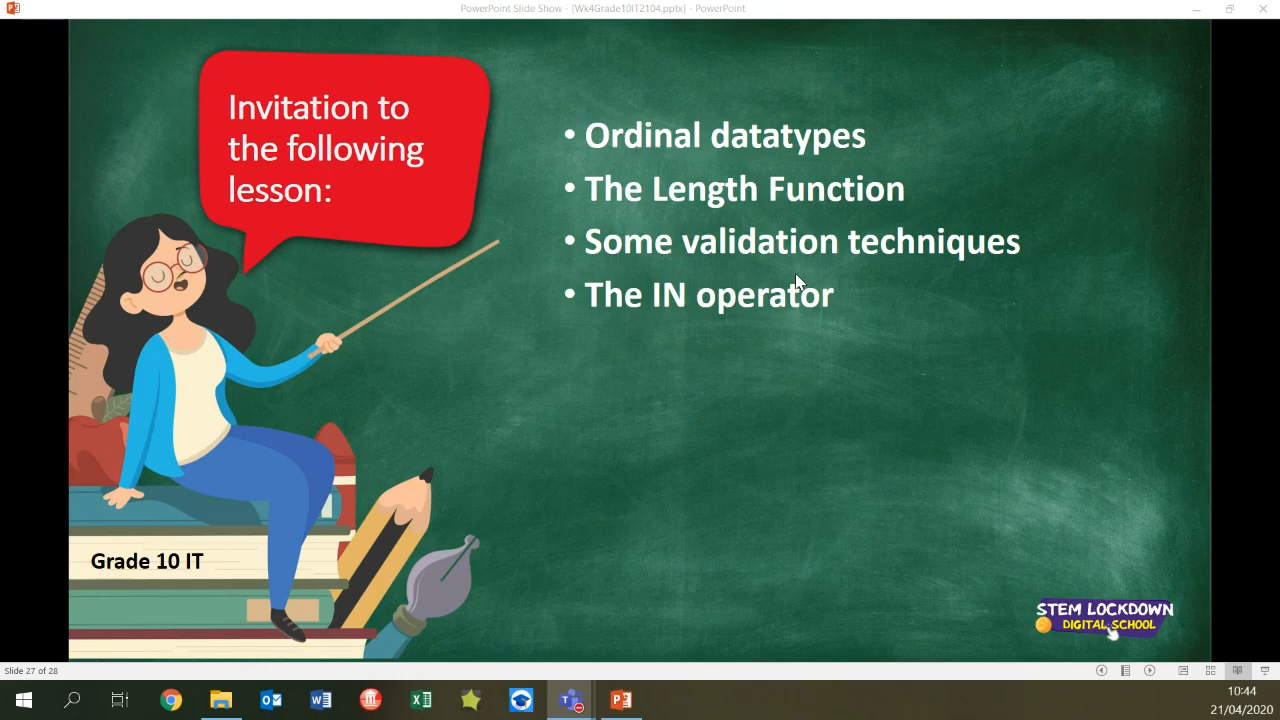 PowerPoint Slide Show - [Wk4Grade10IT2104.pptx] - PowerPoint
Invitation to
the following
lesson:
• Ordinal datatypes
• The Length Function
• Some validation techniques
• The IN operator
Grade 10 IT
STEM LOCKDOWN
DIGITAL SCHOOL
Slide 27 of 28
10:44
21/04/2020